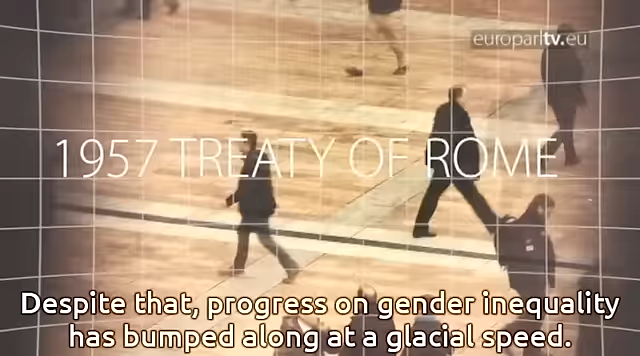 europarltv.eu
1957 TREATY OF ROME
Despite that, progress on gender inequality
has bumped along at a glacial speed.